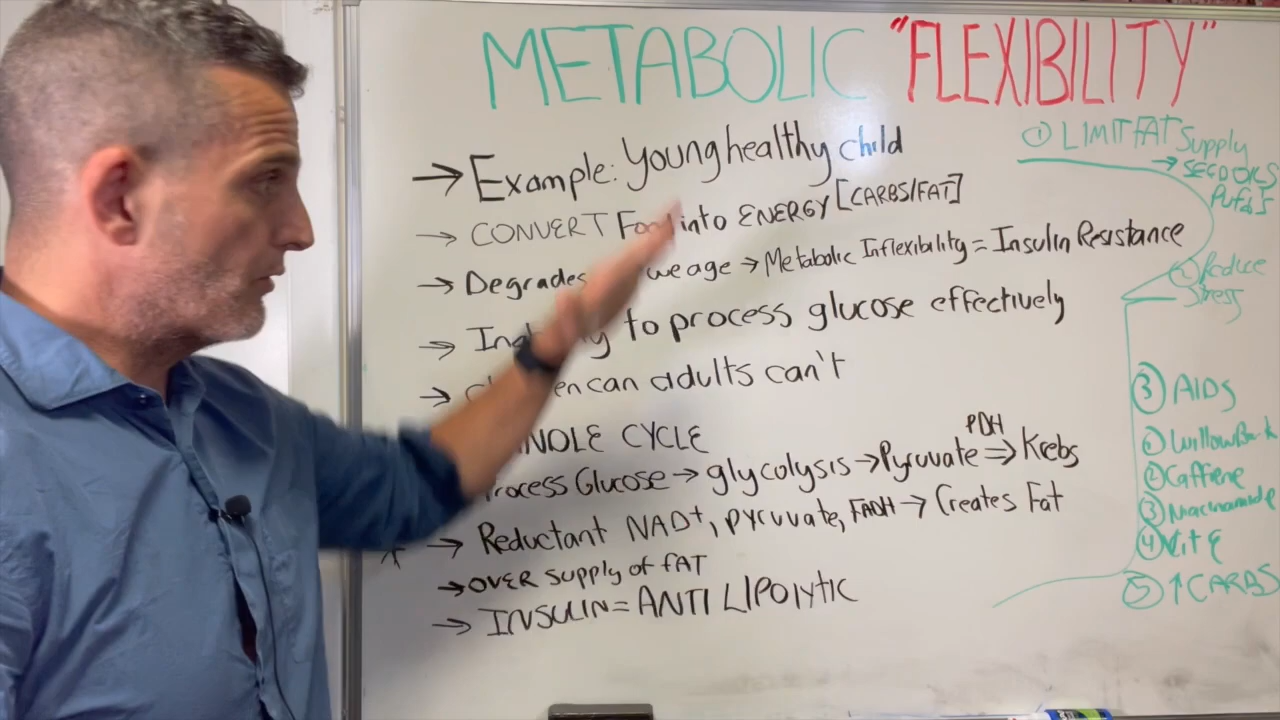 METABOLIC "FLEXIBILITY"
→ Example: Young healthy child
→ CONVERT Food into ENERGY [CARBS/FAT]
→ Degrades we age → Metabolic Inflexibility = Insulin Resistance
→ Inability to process glucose effectively
→ Children can adults can't
CYCLE
Process Glucose → glycolysis → Pyruvate ⇒ Krebs
PDH
* → Reductant NAD+, pyruvate, FADH → Creates Fat
→ OVER SUPPLY of FAT
→ INSULIN = ANTI LIPOLYTIC
① LIMIT FAT Supply
→ SEED OILS
Pufa's
② Reduce
Stress
③ AIDS
① Willow Bark
② Caffeine
③ Niacinamide
④ Vit E
⑤ ↑ CARBS